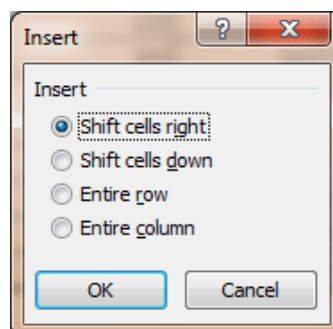 Insert
Insert
Shift cells right
Shift cells down
Entire row
Entire column
OK Cancel